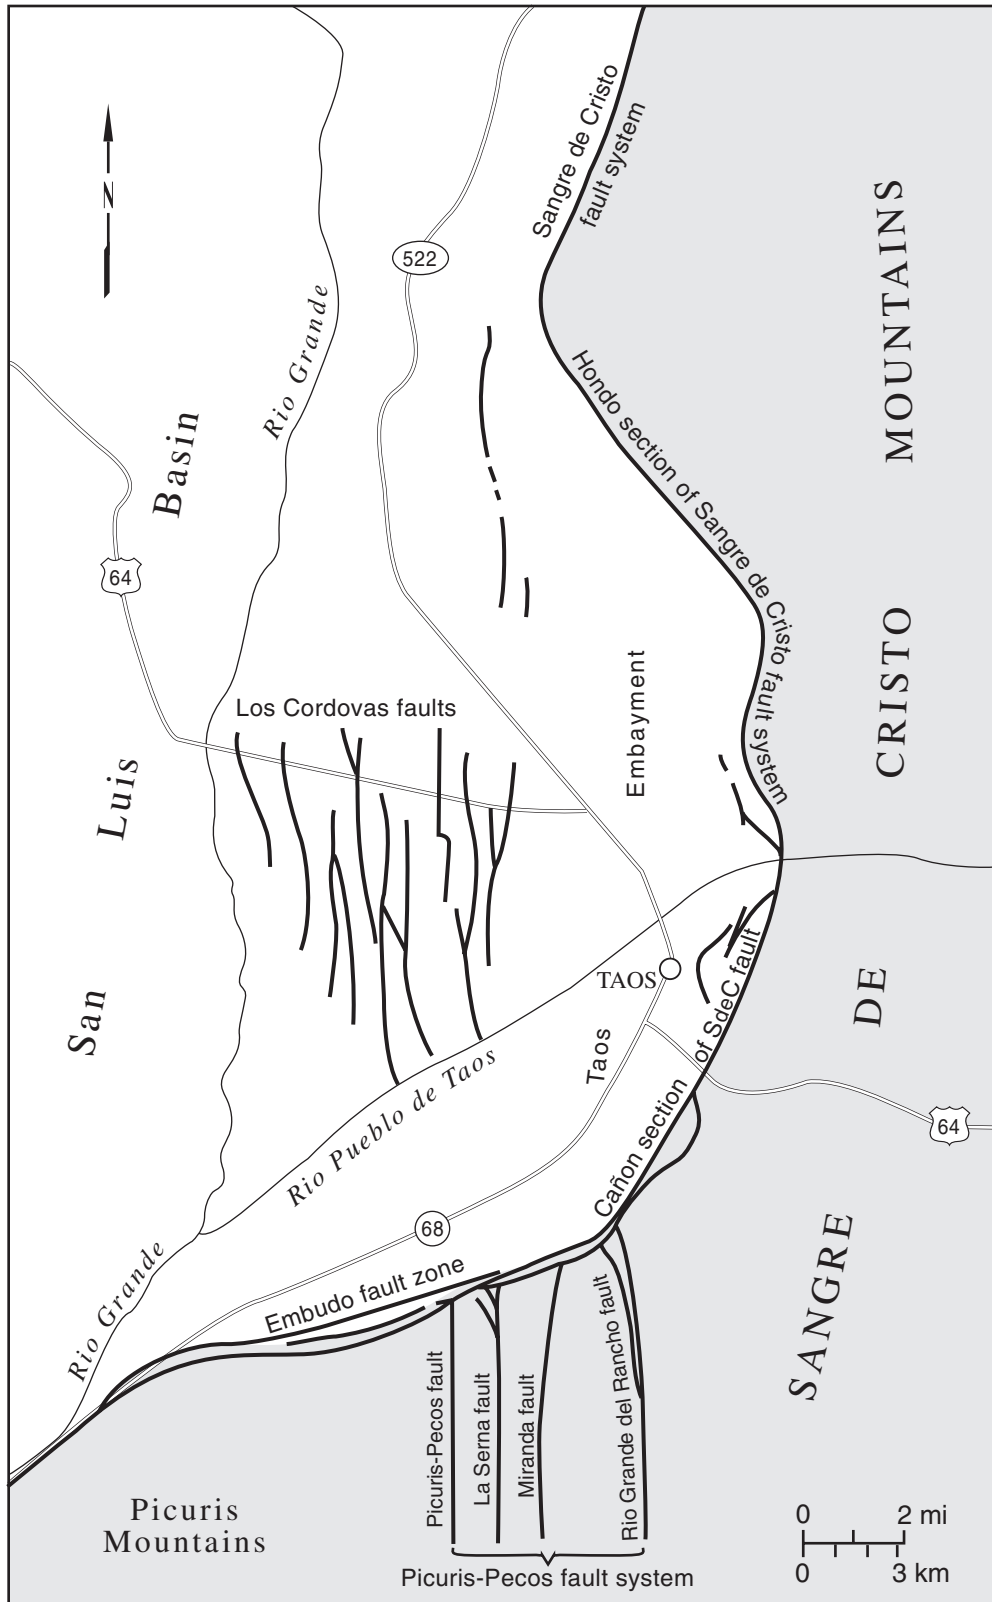 Sangre de Cristo
fault system
N
522
Rio Grande
MOUNTAINS
Hondo section of Sangre de Cristo fault system
Basin
64
CRISTO
Embayment
Los Cordovas faults
Luis
San
TAOS
DE
of SdeC fault
Taos
Cañon section
64
Rio Pueblo de Taos
68
SANGRE
Rio Grande
Embudo fault zone
Picuris-Pecos fault
La Serna fault
Miranda fault
Rio Grande del Rancho fault
Picuris
Mountains
0 2 mi
0 3 km
Picuris-Pecos fault system